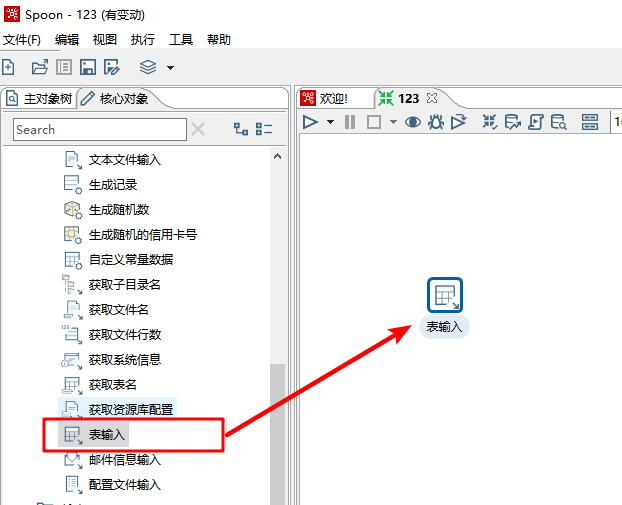 Spoon - 123 (有变动)
文件(F) 编辑 视图 执行 工具 帮助
主对象树 核心对象 欢迎! 123
Search
文本文件输入
生成记录
生成随机数
生成随机的信用卡号
自定义常量数据
获取子目录名
获取文件名
获取文件行数
获取系统信息
获取表名
获取资源库配置
表输入
邮件信息输入
配置文件输入
表输入